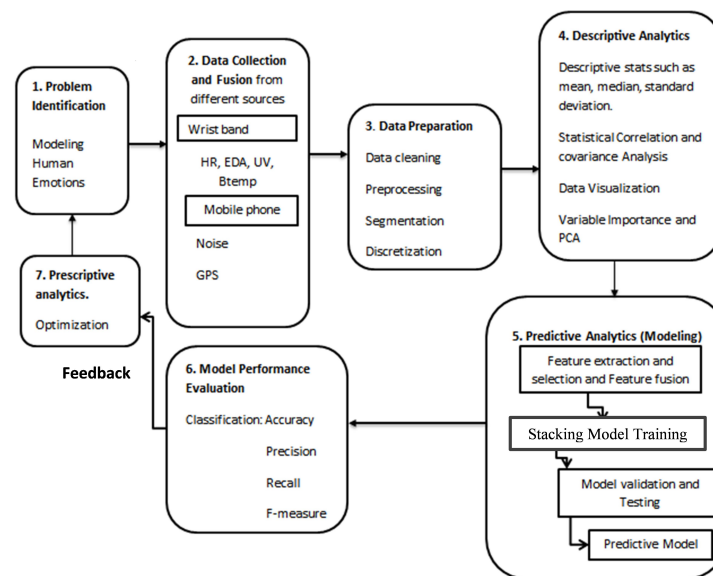 1. Problem
Identification
Modeling
Human
Emotions
2. Data Collection
and Fusion from
different sources
Wrist band
HR, EDA, UV,
Btemp
Mobile phone
Noise
GPS
3. Data Preparation
Data cleaning
Preprocessing
Segmentation
Discretization
4. Descriptive Analytics
Descriptive stats such as
mean, median, standard
deviation.
Statistical Correlation and
covariance Analysis
Data Visualization
Variable Importance and
PCA
5. Predictive Analytics (Modeling)
Feature extraction and
selection and Feature fusion
Stacking Model Training
Model validation and
Testing
Predictive Model
6. Model Performance
Evaluation
Classification: Accuracy
Precision
Recall
F-measure
7. Prescriptive
analytics.
Optimization
Feedback